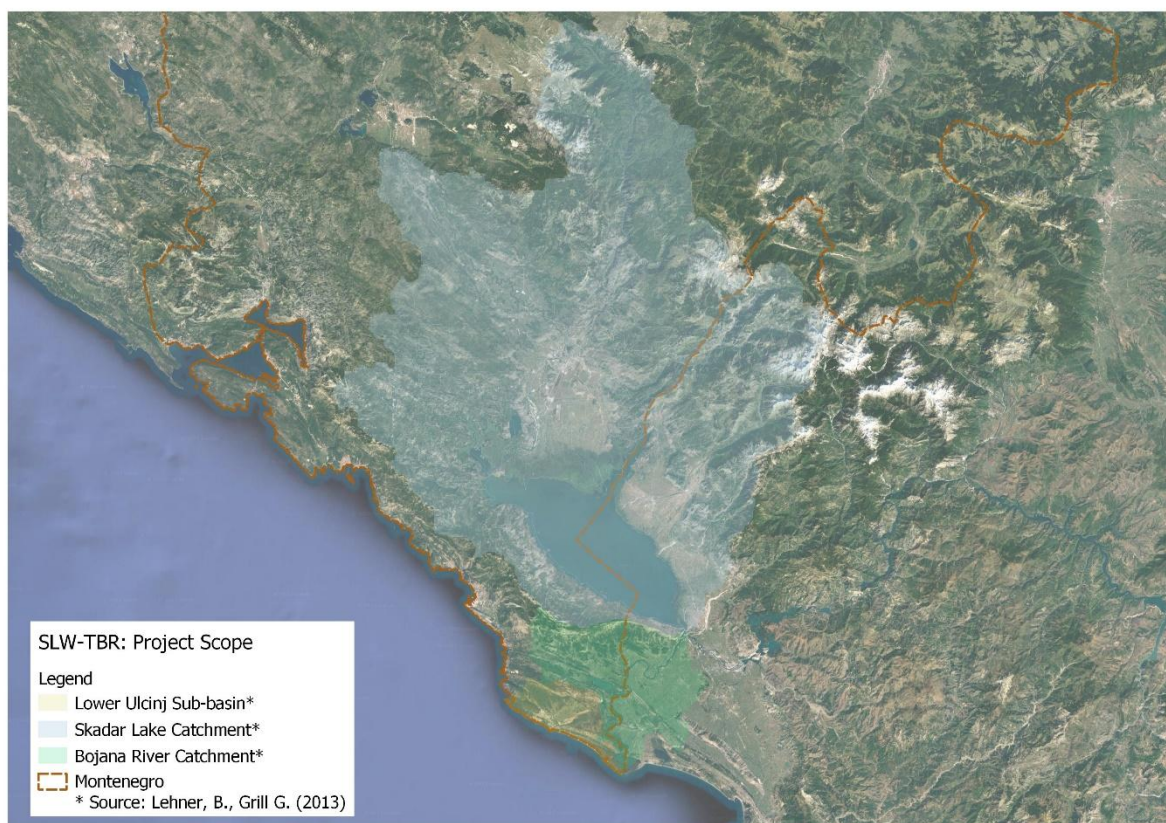 SLW-TBR: Project Scope
Legend
Lower Ulcinj Sub-basin*
Skadar Lake Catchment*
Bojana River Catchment*
Montenegro
* Source: Lehner, B., Grill G. (2013)